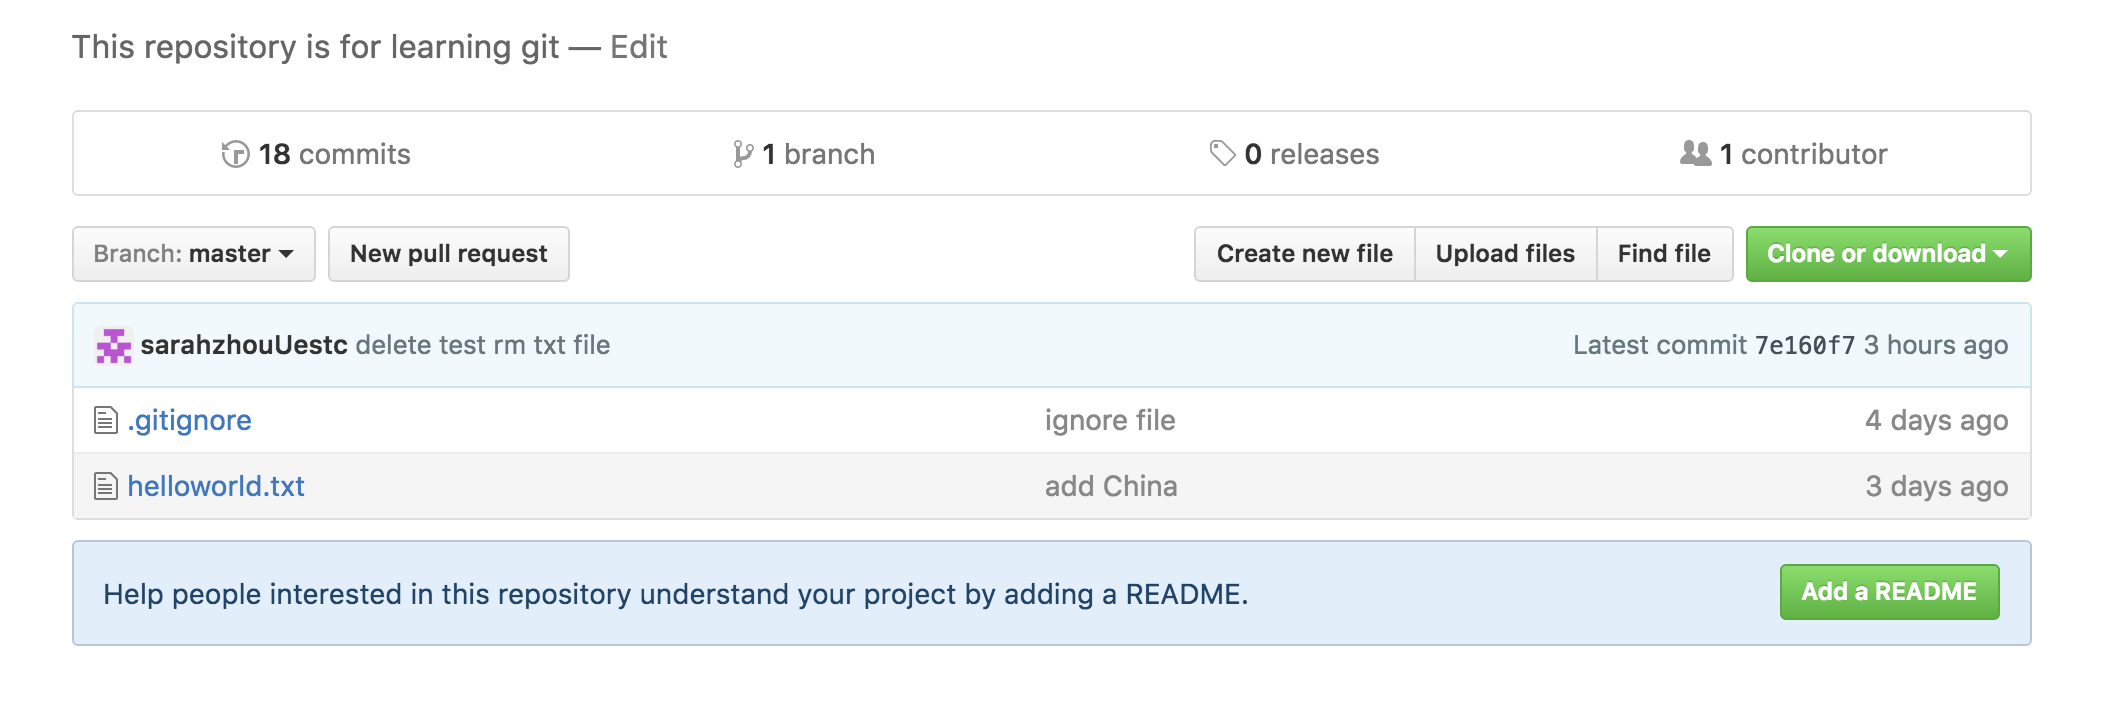 This repository is for learning git — Edit
18 commits 1 branch 0 releases 1 contributor
Branch: master New pull request Create new file Upload files Find file Clone or download
sarahzhouUestc delete test rm txt file Latest commit 7e160f7 3 hours ago
.gitignore ignore file 4 days ago
helloworld.txt add China 3 days ago
Help people interested in this repository understand your project by adding a README. Add a README